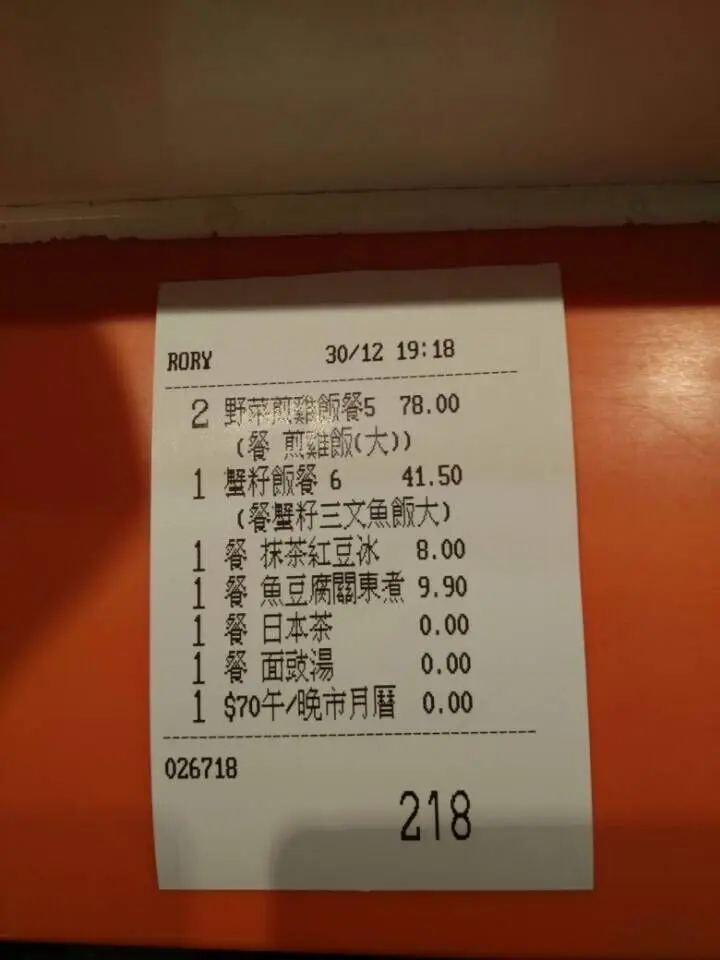 RORY 30/12 19:18
2 野菜煎雞飯餐5 78.00
(餐 煎雞飯(大))
1 蟹籽飯餐 6 41.50
(餐蟹籽三文魚飯大)
1 餐 抹茶紅豆冰 8.00
1 餐 魚豆腐關東煮 9.90
1 餐 日本茶 0.00
1 餐 面豉湯 0.00
1 $70午/晚市月曆 0.00
026718
218